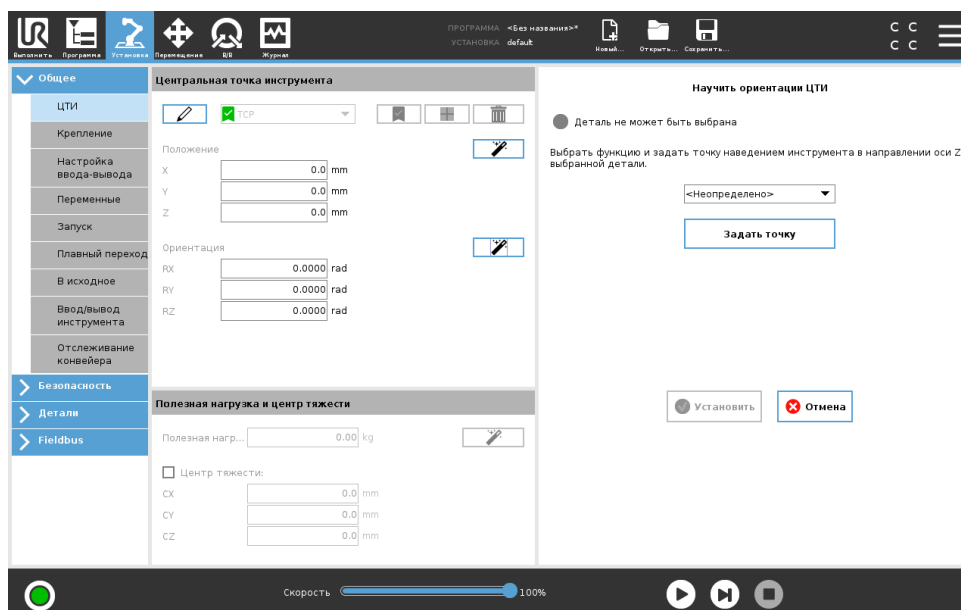 ПРОГРАММА <Без названия>*
УСТАНОВКА default
Выполнить Программа Установка Перемещение В/В Журнал
Новый... Открыть... Сохранить...
C C
C C
Общее
ЦТИ
Крепление
Настройка
ввода-вывода
Переменные
Запуск
Плавный переход
В исходное
Ввод/вывод
инструмента
Отслеживание
конвейера
Безопасность
Детали
Fieldbus
Центральная точка инструмента
TCP
Положение
X 0.0 mm
Y 0.0 mm
Z 0.0 mm
Ориентация
RX 0.0000 rad
RY 0.0000 rad
RZ 0.0000 rad
Полезная нагрузка и центр тяжести
Полезная нагр... 0.00 kg
Центр тяжести:
CX 0.0 mm
CY 0.0 mm
CZ 0.0 mm
Научить ориентации ЦТИ
Деталь не может быть выбрана
Выбрать функцию и задать точку наведением инструмента в направлении оси Z
выбранной детали.
<Неопределено>
Задать точку
Установить Отмена
Скорость 100%